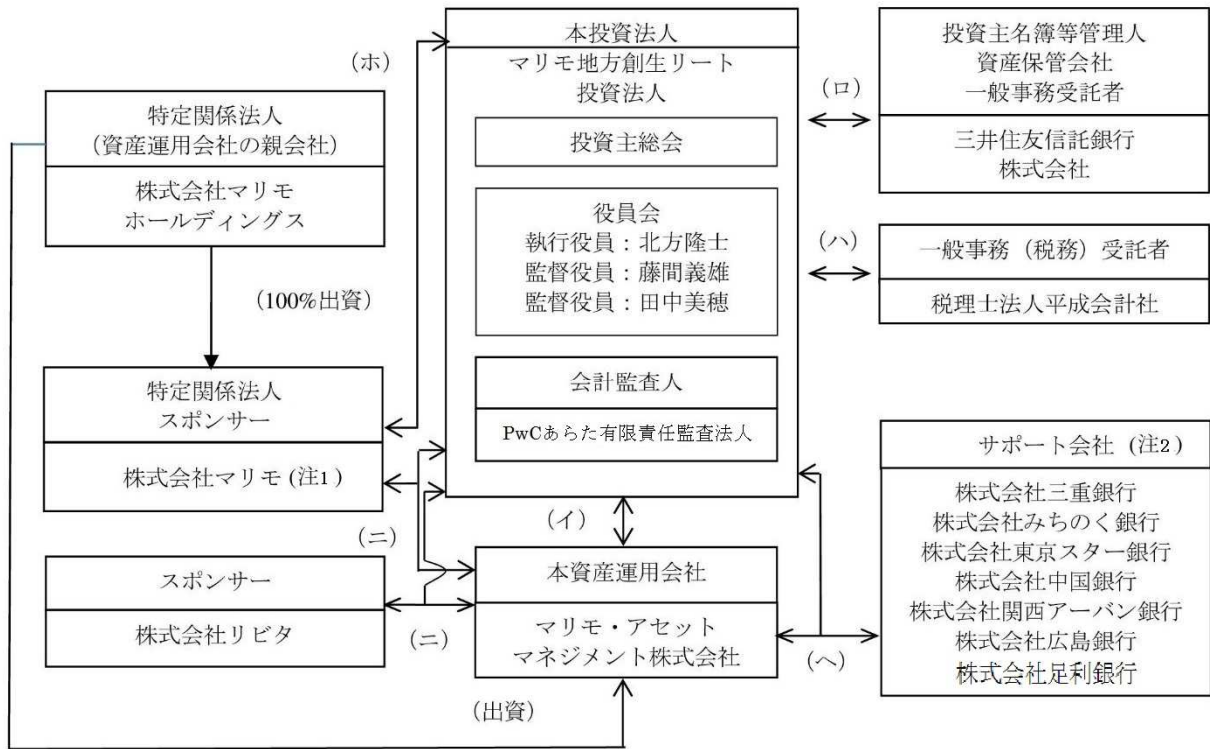 本投資法人
マリモ地方創生リート
投資法人
投資主総会
役員会
執行役員：北方隆士
監督役員：藤間義雄
監督役員：田中美穂
会計監査人
PwCあらた有限責任監査法人
（ホ）
特定関係法人
（資産運用会社の親会社）
株式会社マリモ
ホールディングス
（100%出資）
特定関係法人
スポンサー
株式会社マリモ（注1）
（ニ）
スポンサー
株式会社リビタ
（ニ）
（イ）
本資産運用会社
マリモ・アセット
マネジメント株式会社
（出資）
（ロ）
投資主名簿等管理人
資産保管会社
一般事務受託者
三井住友信託銀行
株式会社
（ハ）
一般事務（税務）受託者
税理士法人平成会計社
サポート会社（注2）
株式会社三重銀行
株式会社みちのく銀行
株式会社東京スター銀行
株式会社中国銀行
株式会社関西アーバン銀行
株式会社広島銀行
株式会社足利銀行
（ヘ）